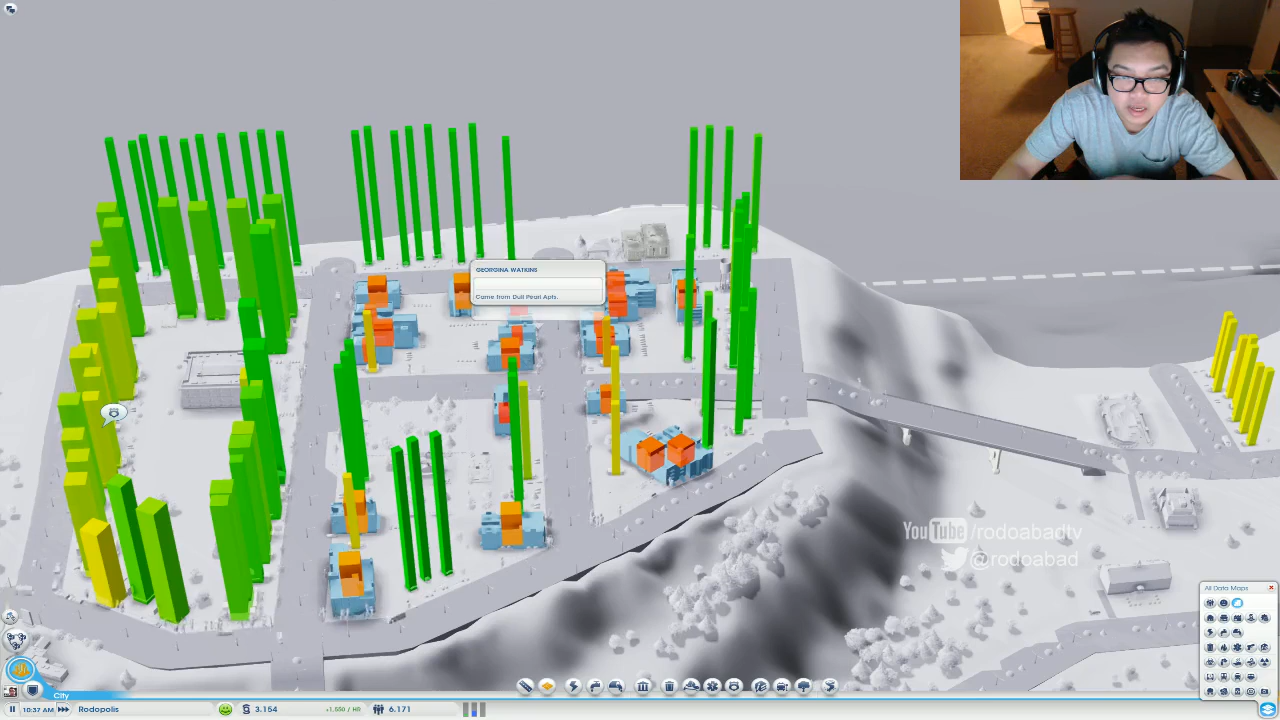 GEORGINA WATKINS
Came from Dull Pearl Apts.
YouTube /rodoabadtv
@rodoabad
All Data Maps
City
10:37 AM
Rodopolis
3.154
+1,550 / HR
6.171